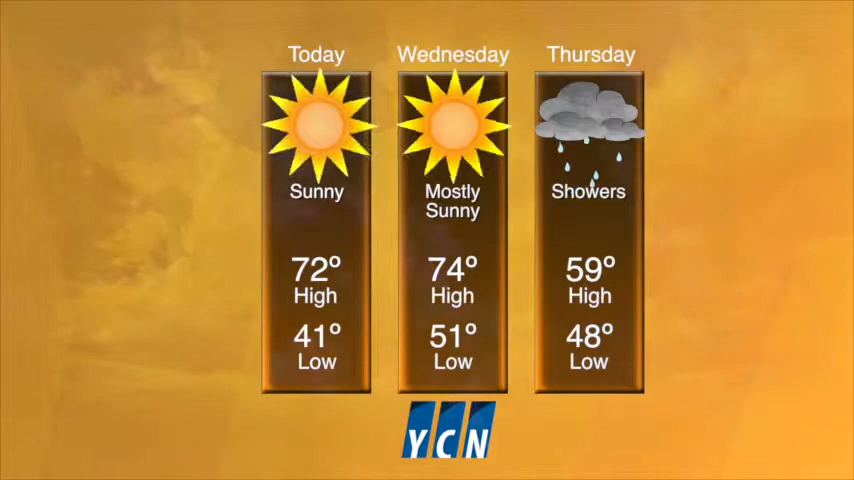 Today
Sunny
72º
High
41º
Low
Wednesday
Mostly
Sunny
74º
High
51º
Low
Thursday
Showers
59º
High
48º
Low
YCN